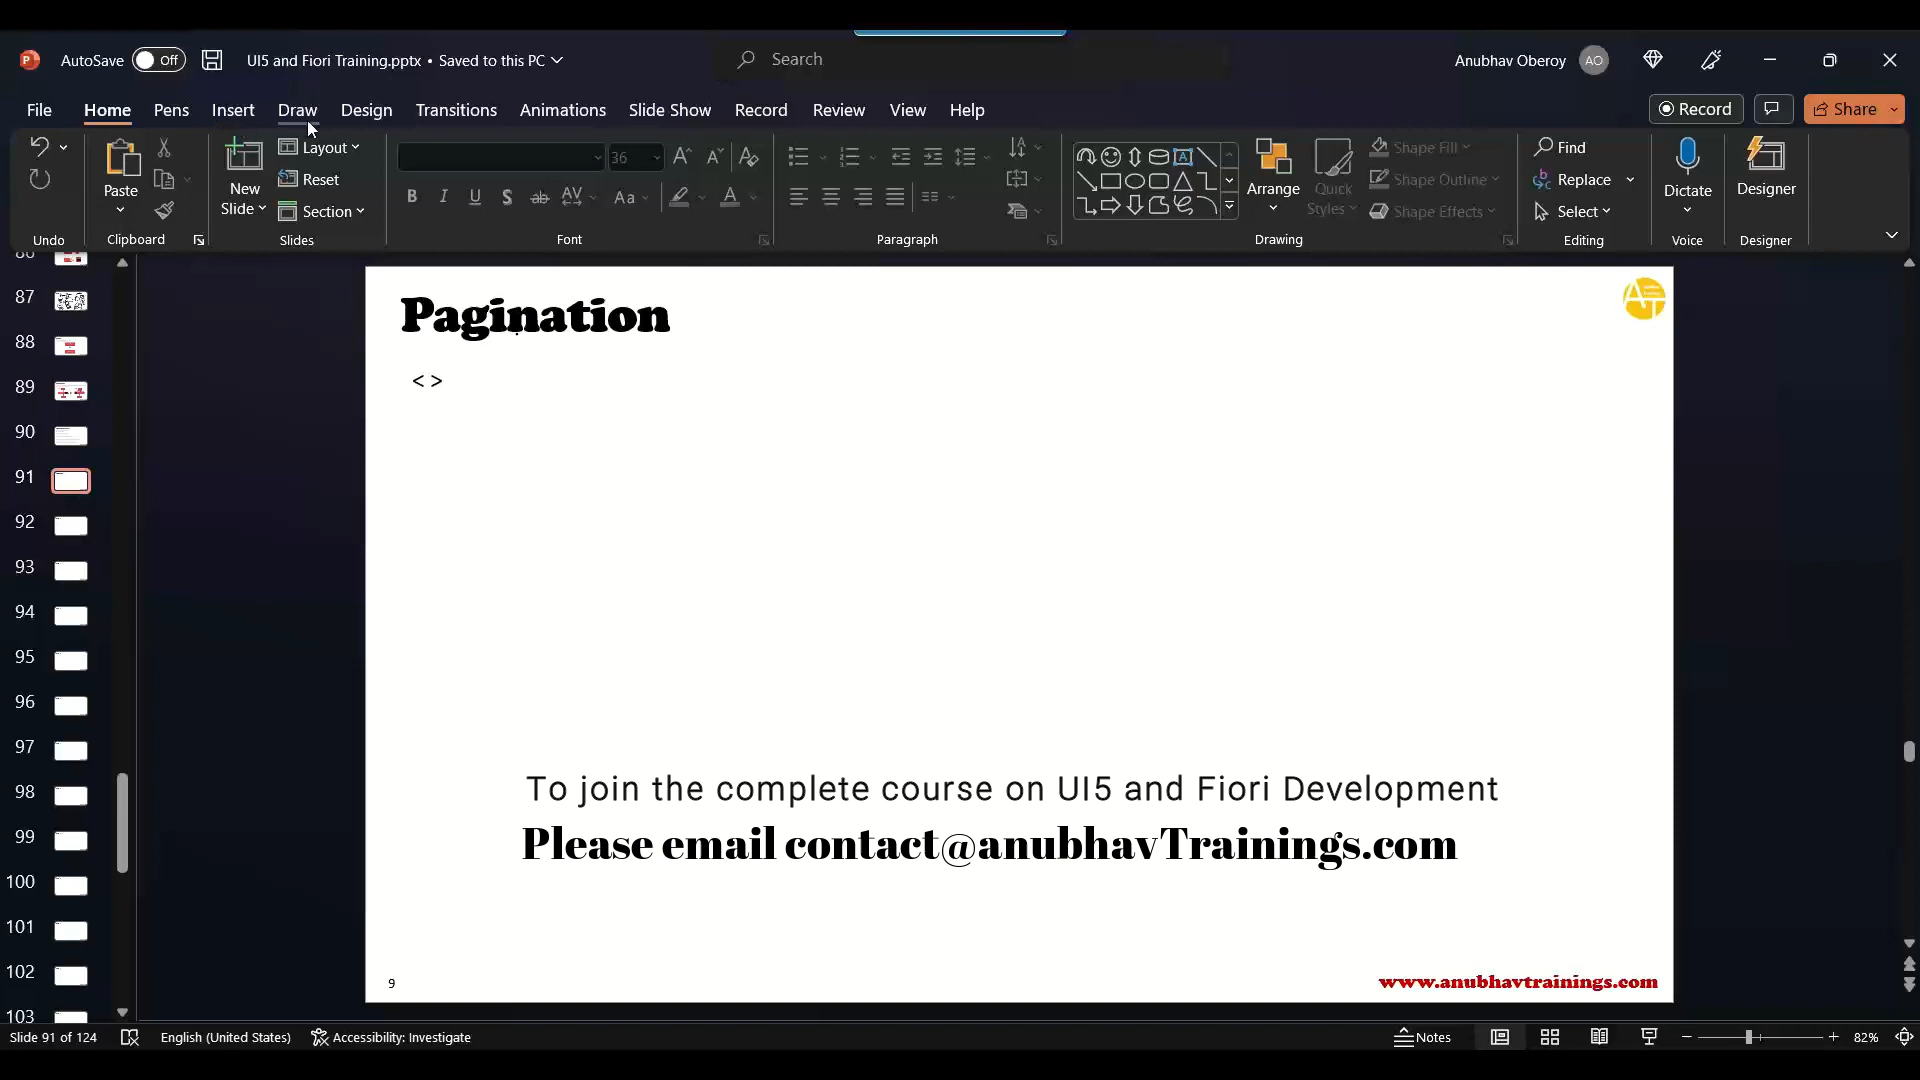 AutoSave Off UI5 and Fiori Training.pptx • Saved to this PC Search Anubhav Oberoy AO
File Home Pens Insert Draw Design Transitions Animations Slide Show Record Review View Help Record Share
Undo
Paste
Clipboard
New Slide
Layout
Reset
Section
Slides
36
B I U S ab AV Aa A
Font
Paragraph
Arrange
Quick Styles
Shape Fill
Shape Outline
Shape Effects
Drawing
Find
Replace
Select
Editing
Dictate
Voice
Designer
Designer
87
88
89
90
91
92
93
94
95
96
97
98
99
100
101
102
103
Pagination
< >
AT
To join the complete course on UI5 and Fiori Development
Please email contact@anubhavTrainings.com
9
www.anubhavtrainings.com
Slide 91 of 124 English (United States) Accessibility: Investigate Notes 82%